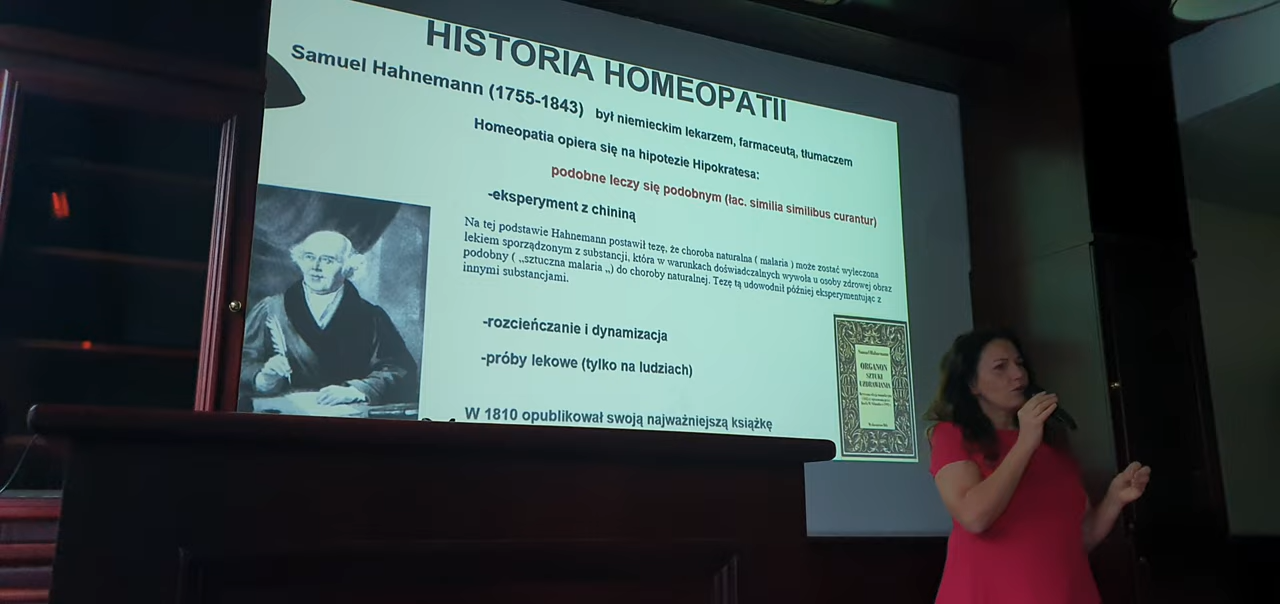 HISTORIA HOMEOPATII
Samuel Hahnemann (1755-1843) był niemieckim lekarzem, farmaceutą, tłumaczem
Homeopatia opiera się na hipotezie Hipokratesa:
podobne leczy się podobnym (łac. similia similibus curantur)
-eksperyment z chininą
Na tej podstawie Hahnemann postawił tezę, że choroba naturalna ( malaria ) może zostać wyleczona
lekiem sporządzonym z substancji, która w warunkach doświadczalnych wywoła u osoby zdrowej obraz
podobny ( „sztuczna malaria „) do choroby naturalnej. Tezę tą udowodnił później eksperymentując z
innymi substancjami.
-rozcieńczanie i dynamizacja
-próby lekowe (tylko na ludziach)
W 1810 opublikował swoją najważniejszą książkę
Samuel Hahnemann
ORGANON
SZTUKI
UZDRAWIANIA